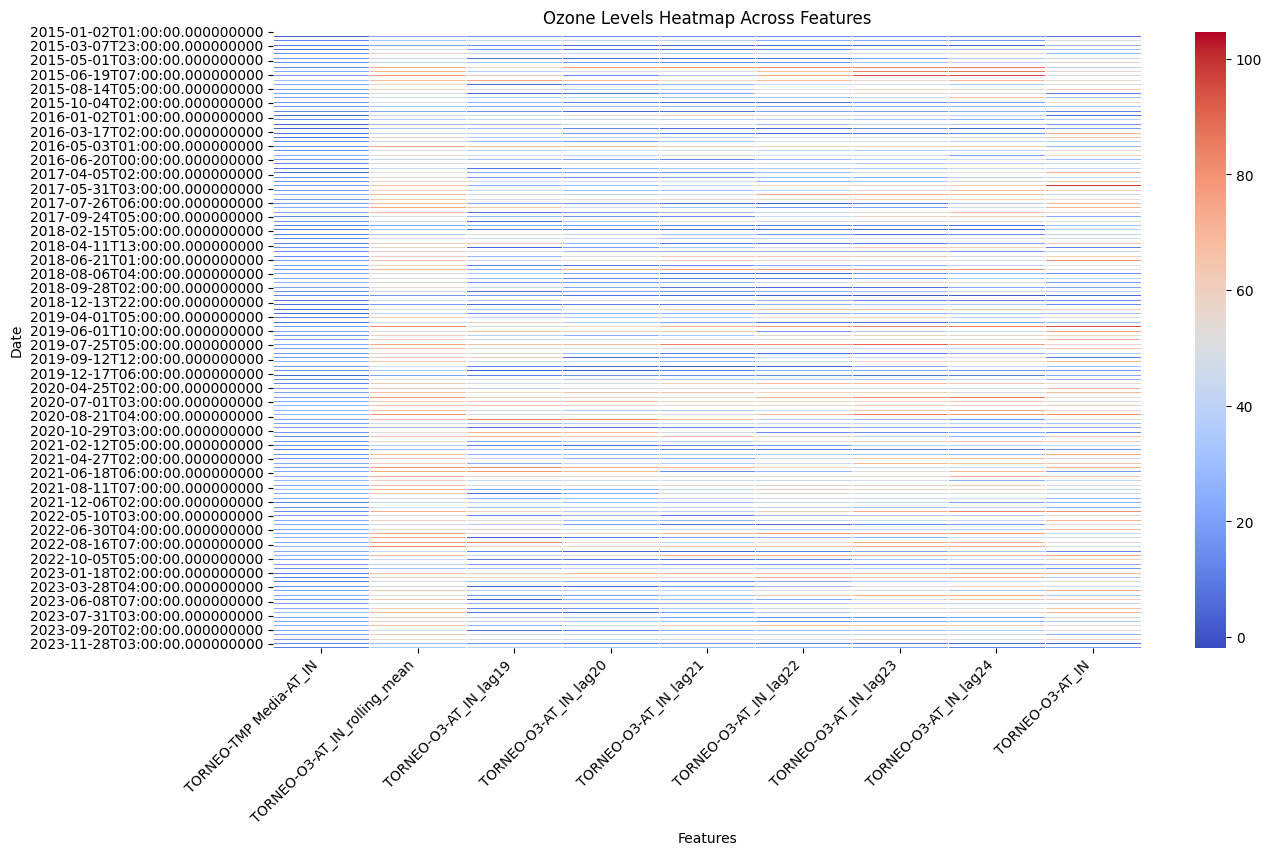 Ozone Levels Heatmap Across Features
2015-01-02T01:00:00.000000000
2015-03-07T23:00:00.000000000
2015-05-01T03:00:00.000000000
2015-06-19T07:00:00.000000000
2015-08-14T05:00:00.000000000
2015-10-04T02:00:00.000000000
2016-01-02T01:00:00.000000000
2016-03-17T02:00:00.000000000
2016-05-03T01:00:00.000000000
2016-06-20T00:00:00.000000000
2017-04-05T02:00:00.000000000
2017-05-31T03:00:00.000000000
2017-07-26T06:00:00.000000000
2017-09-24T05:00:00.000000000
2018-02-15T05:00:00.000000000
2018-04-11T13:00:00.000000000
2018-06-21T01:00:00.000000000
2018-08-06T04:00:00.000000000
2018-09-28T02:00:00.000000000
2018-12-13T22:00:00.000000000
2019-04-01T05:00:00.000000000
2019-06-01T10:00:00.000000000
2019-07-25T05:00:00.000000000
2019-09-12T12:00:00.000000000
2019-12-17T06:00:00.000000000
2020-04-25T02:00:00.000000000
2020-07-01T03:00:00.000000000
2020-08-21T04:00:00.000000000
2020-10-29T03:00:00.000000000
2021-02-12T05:00:00.000000000
2021-04-27T02:00:00.000000000
2021-06-18T06:00:00.000000000
2021-08-11T07:00:00.000000000
2021-12-06T02:00:00.000000000
2022-05-10T03:00:00.000000000
2022-06-30T04:00:00.000000000
2022-08-16T07:00:00.000000000
2022-10-05T05:00:00.000000000
2023-01-18T02:00:00.000000000
2023-03-28T04:00:00.000000000
2023-06-08T07:00:00.000000000
2023-07-31T03:00:00.000000000
2023-09-20T02:00:00.000000000
2023-11-28T03:00:00.000000000
Date
TORNEO-TMP Media-AT_IN
TORNEO-O3-AT_IN_rolling_mean
TORNEO-O3-AT_IN_lag19
TORNEO-O3-AT_IN_lag20
TORNEO-O3-AT_IN_lag21
TORNEO-O3-AT_IN_lag22
TORNEO-O3-AT_IN_lag23
TORNEO-O3-AT_IN_lag24
TORNEO-O3-AT_IN
Features
100
80
60
40
20
0